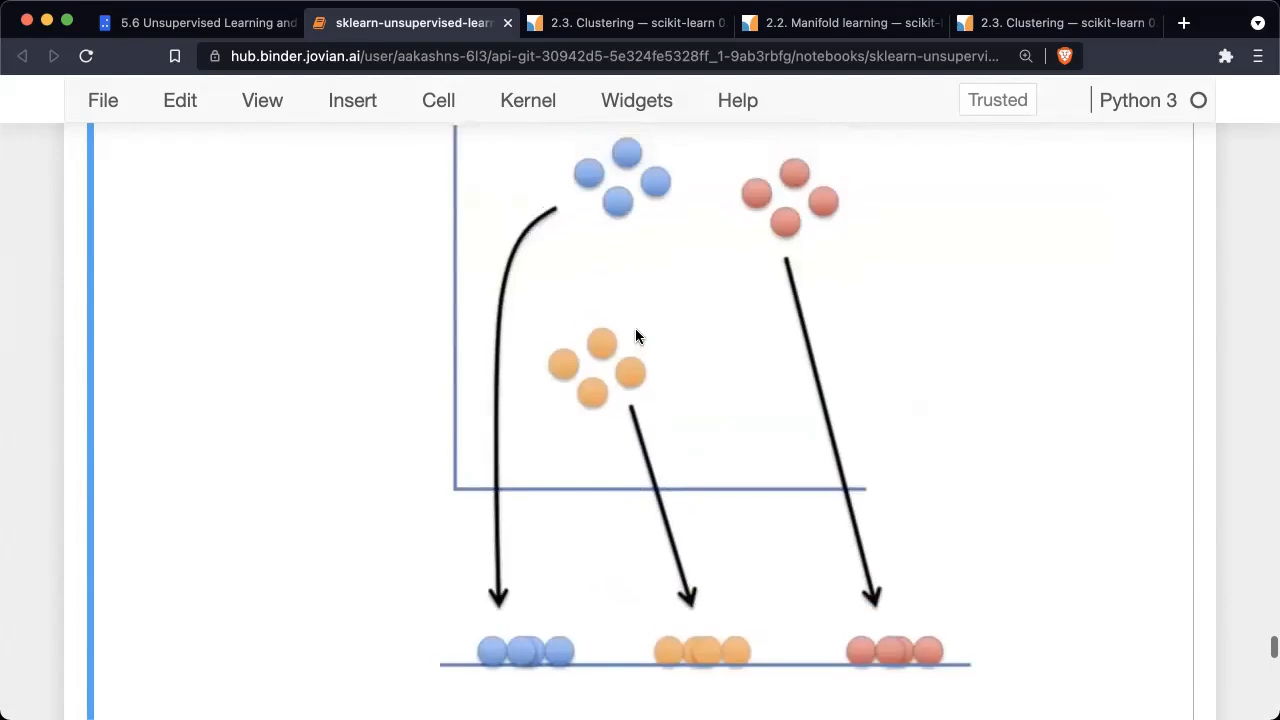 5.6 Unsupervised Learning and
sklearn-unsupervised-lear
2.3. Clustering — scikit-learn 0.
2.2. Manifold learning — scikit-l
2.3. Clustering — scikit-learn 0
hub.binder.jovian.ai/user/aakashns-6l3/api-git-30942d5-5e324fe5328ff_1-9ab3rbfg/notebooks/sklearn-unsupervi...
File Edit View Insert Cell Kernel Widgets Help Trusted Python 3